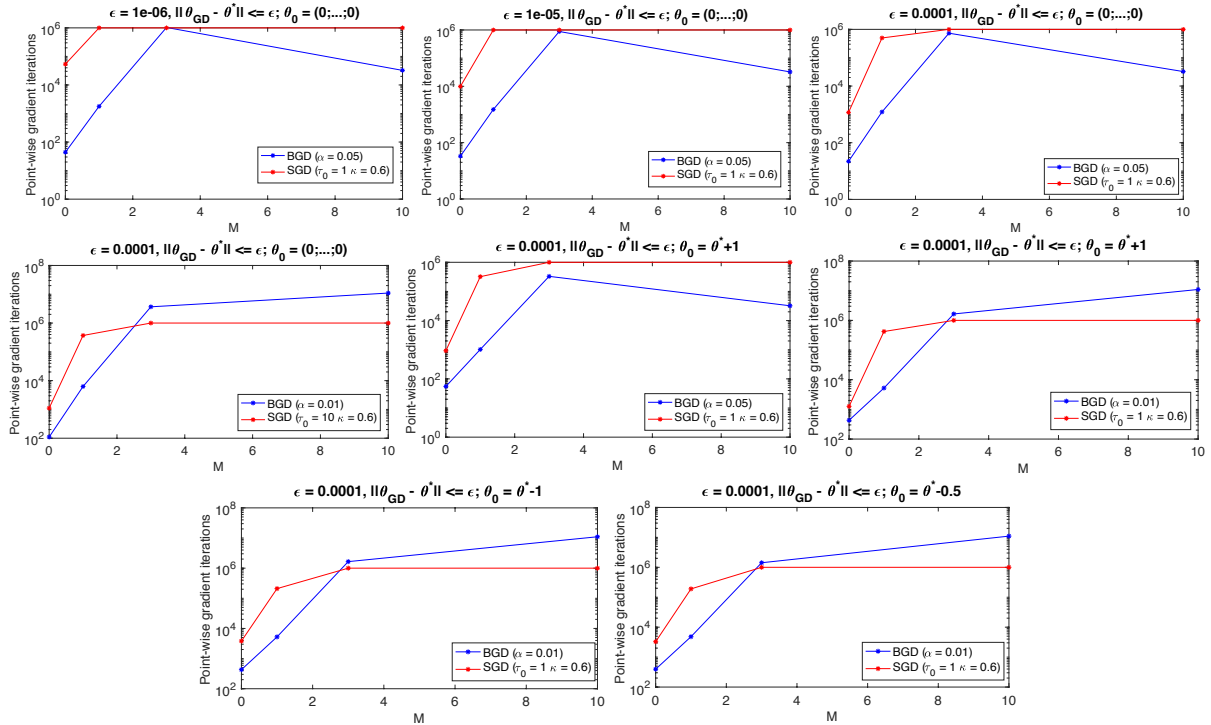 ϵ = 1e-06, ||θ_GD - θ^*|| <= ϵ; θ_0 = (0;...;0)
Point-wise gradient iterations
10^6
10^4
10^2
10^0
0 2 4 6 8 10
M
BGD (α = 0.05)
SGD (τ_0 = 1 κ = 0.6)
ϵ = 1e-05, ||θ_GD - θ^*|| <= ϵ; θ_0 = (0;...;0)
Point-wise gradient iterations
10^6
10^4
10^2
10^0
0 2 4 6 8 10
M
BGD (α = 0.05)
SGD (τ_0 = 1 κ = 0.6)
ϵ = 0.0001, ||θ_GD - θ^*|| <= ϵ; θ_0 = (0;...;0)
Point-wise gradient iterations
10^6
10^4
10^2
10^0
0 2 4 6 8 10
M
BGD (α = 0.05)
SGD (τ_0 = 1 κ = 0.6)
ϵ = 0.0001, ||θ_GD - θ^*|| <= ϵ; θ_0 = (0;...;0)
Point-wise gradient iterations
10^8
10^6
10^4
10^2
0 2 4 6 8 10
M
BGD (α = 0.01)
SGD (τ_0 = 10 κ = 0.6)
ϵ = 0.0001, ||θ_GD - θ^*|| <= ϵ; θ_0 = θ^*+1
Point-wise gradient iterations
10^6
10^4
10^2
10^0
0 2 4 6 8 10
M
BGD (α = 0.05)
SGD (τ_0 = 1 κ = 0.6)
ϵ = 0.0001, ||θ_GD - θ^*|| <= ϵ; θ_0 = θ^*+1
Point-wise gradient iterations
10^8
10^6
10^4
10^2
0 2 4 6 8 10
M
BGD (α = 0.01)
SGD (τ_0 = 1 κ = 0.6)
ϵ = 0.0001, ||θ_GD - θ^*|| <= ϵ; θ_0 = θ^*-1
Point-wise gradient iterations
10^8
10^6
10^4
10^2
0 2 4 6 8 10
M
BGD (α = 0.01)
SGD (τ_0 = 1 κ = 0.6)
ϵ = 0.0001, ||θ_GD - θ^*|| <= ϵ; θ_0 = θ^*-0.5
Point-wise gradient iterations
10^8
10^6
10^4
10^2
0 2 4 6 8 10
M
BGD (α = 0.01)
SGD (τ_0 = 1 κ = 0.6)